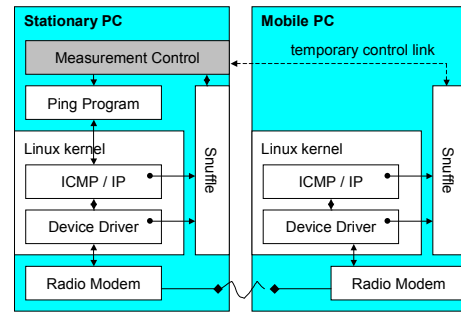 Stationary PC
Measurement Control
Ping Program
Linux kernel
ICMP / IP
Device Driver
Snuffle
Radio Modem
Mobile PC
temporary control link
Linux kernel
ICMP / IP
Device Driver
Snuffle
Radio Modem